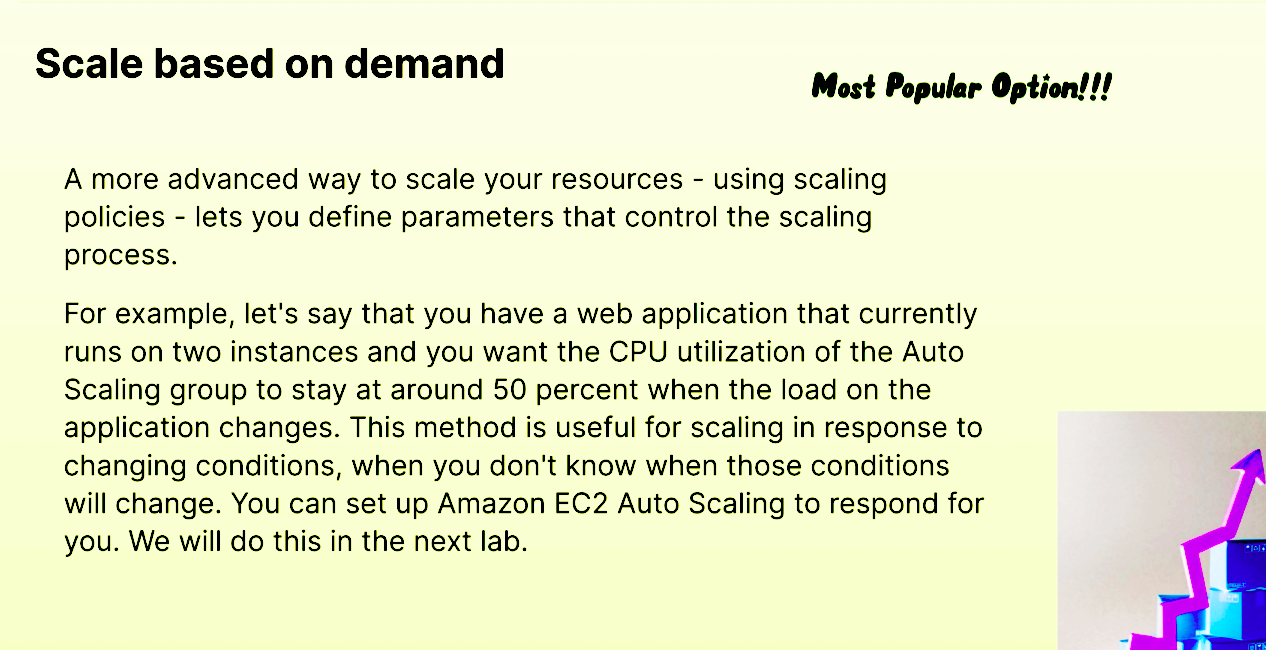 Scale based on demand
Most Popular Option!!!
A more advanced way to scale your resources - using scaling
policies - lets you define parameters that control the scaling
process.
For example, let's say that you have a web application that currently
runs on two instances and you want the CPU utilization of the Auto
Scaling group to stay at around 50 percent when the load on the
application changes. This method is useful for scaling in response to
changing conditions, when you don't know when those conditions
will change. You can set up Amazon EC2 Auto Scaling to respond for
you. We will do this in the next lab.